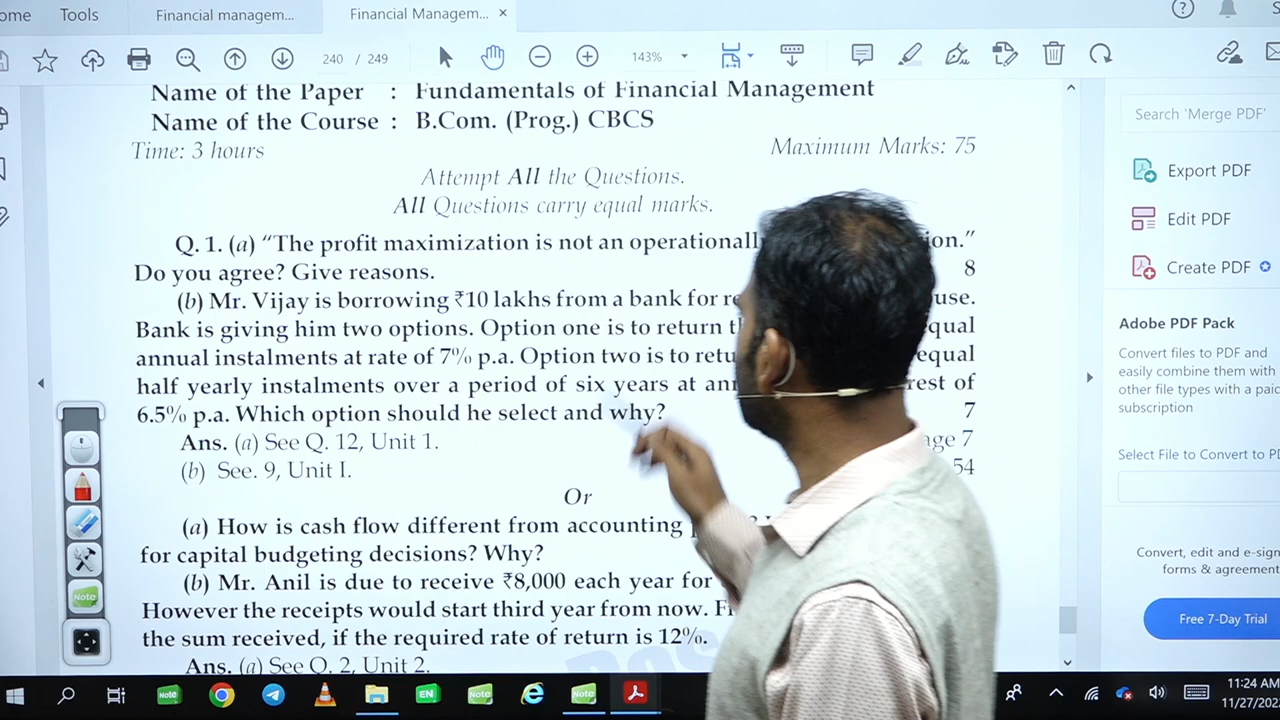 ome Tools Financial managem... Financial Managem... ×
240 / 249 143%
Name of the Paper : Fundamentals of Financial Management
Name of the Course : B.Com. (Prog.) CBCS
Time: 3 hours Maximum Marks: 75
Attempt All the Questions.
All Questions carry equal marks.
Q. 1. (a) “The profit maximization is not an operationall ion.”
Do you agree? Give reasons. 8
(b) Mr. Vijay is borrowing ₹10 lakhs from a bank for re use.
Bank is giving him two options. Option one is to return t equal
annual instalments at rate of 7% p.a. Option two is to retu equal
half yearly instalments over a period of six years at an rest of
6.5% p.a. Which option should he select and why? 7
Ans. (a) See Q. 12, Unit 1. age 7
(b) See. 9, Unit I. 54
Or
(a) How is cash flow different from accounting
for capital budgeting decisions? Why?
(b) Mr. Anil is due to receive ₹8,000 each year for
However the receipts would start third year from now. F
the sum received, if the required rate of return is 12%.
Ans. (a) See Q. 2, Unit 2.
Search 'Merge PDF'
Export PDF
Edit PDF
Create PDF
Adobe PDF Pack
Convert files to PDF and
easily combine them with
other file types with a paid
subscription
Select File to Convert to PD
Convert, edit and e-sign
forms & agreement
Free 7-Day Trial
Note
Note EN Note Note
11:24 AM
11/27/202